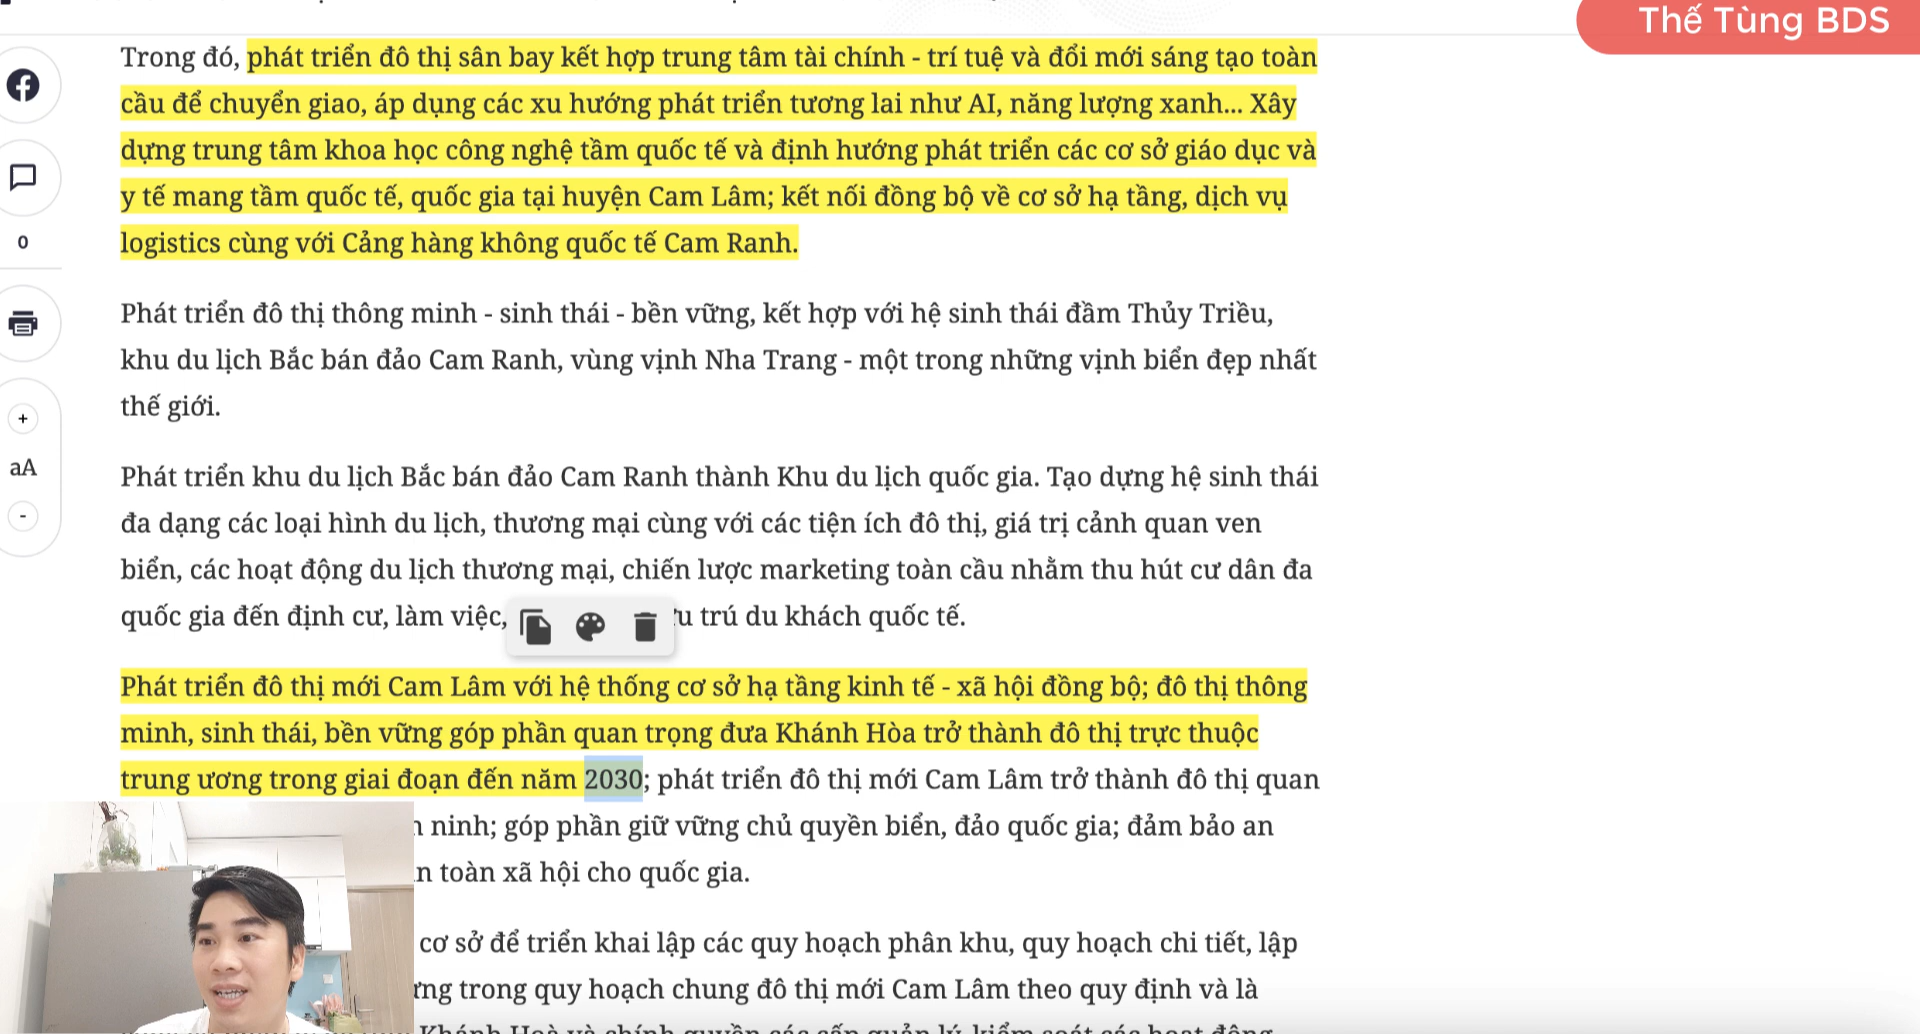 Thế Tùng BDS
Trong đó, phát triển đô thị sân bay kết hợp trung tâm tài chính - trí tuệ và đổi mới sáng tạo toàn
cầu để chuyển giao, áp dụng các xu hướng phát triển tương lai như AI, năng lượng xanh... Xây
dựng trung tâm khoa học công nghệ tầm quốc tế và định hướng phát triển các cơ sở giáo dục và
y tế mang tầm quốc tế, quốc gia tại huyện Cam Lâm; kết nối đồng bộ về cơ sở hạ tầng, dịch vụ
0
logistics cùng với Cảng hàng không quốc tế Cam Ranh.
Phát triển đô thị thông minh - sinh thái - bền vững, kết hợp với hệ sinh thái đầm Thủy Triều,
khu du lịch Bắc bán đảo Cam Ranh, vùng vịnh Nha Trang - một trong những vịnh biển đẹp nhất
thế giới.
+
aA
-
Phát triển khu du lịch Bắc bán đảo Cam Ranh thành Khu du lịch quốc gia. Tạo dựng hệ sinh thái
đa dạng các loại hình du lịch, thương mại cùng với các tiện ích đô thị, giá trị cảnh quan ven
biển, các hoạt động du lịch thương mại, chiến lược marketing toàn cầu nhằm thu hút cư dân đa
quốc gia đến định cư, làm việc, trú du khách quốc tế.
Phát triển đô thị mới Cam Lâm với hệ thống cơ sở hạ tầng kinh tế - xã hội đồng bộ; đô thị thông
minh, sinh thái, bền vững góp phần quan trọng đưa Khánh Hòa trở thành đô thị trực thuộc
trung ương trong giai đoạn đến năm 2030; phát triển đô thị mới Cam Lâm trở thành đô thị quan
ninh; góp phần giữ vững chủ quyền biển, đảo quốc gia; đảm bảo an
toàn xã hội cho quốc gia.
cơ sở để triển khai lập các quy hoạch phân khu, quy hoạch chi tiết, lập
trong quy hoạch chung đô thị mới Cam Lâm theo quy định và là
Khánh Hoà và chính quyền các cấp quản lý, kiểm soát các hoạt động